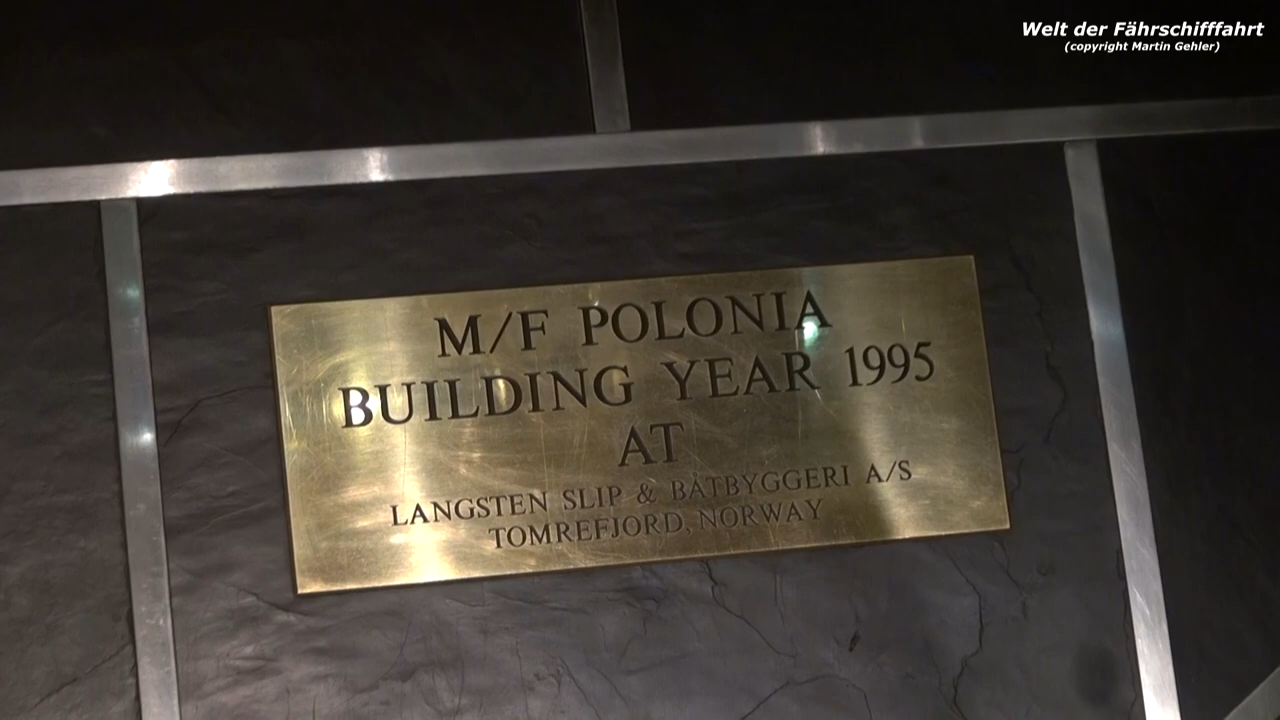 Welt der Fährschifffahrt
(copyright Martin Gehler)
M/F POLONIA
BUILDING YEAR 1995
AT
LANGSTEN SLIP & BÅTBYGGERI A/S
TOMREFJORD, NORWAY